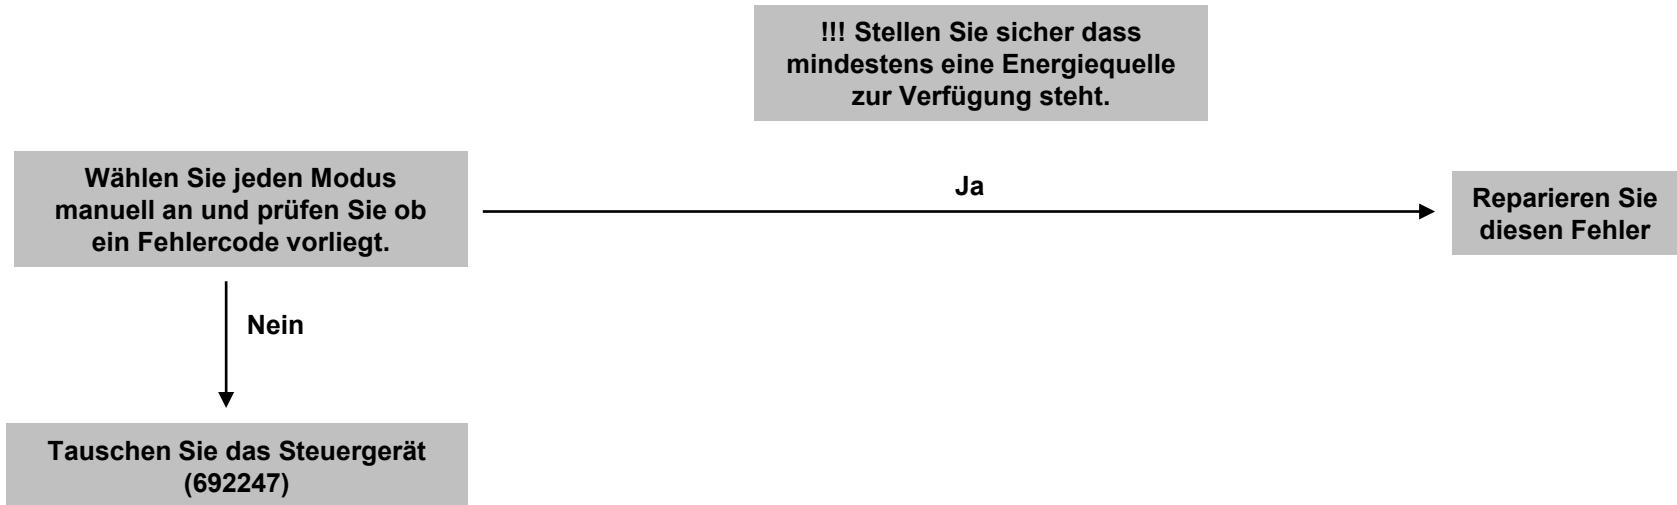 !!! Stellen Sie sicher dass
mindestens eine Energiequelle
zur Verfügung steht.
Wählen Sie jeden Modus
manuell an und prüfen Sie ob
ein Fehlercode vorliegt.
Ja
Reparieren Sie
diesen Fehler
Nein
Tauschen Sie das Steuergerät
(692247)